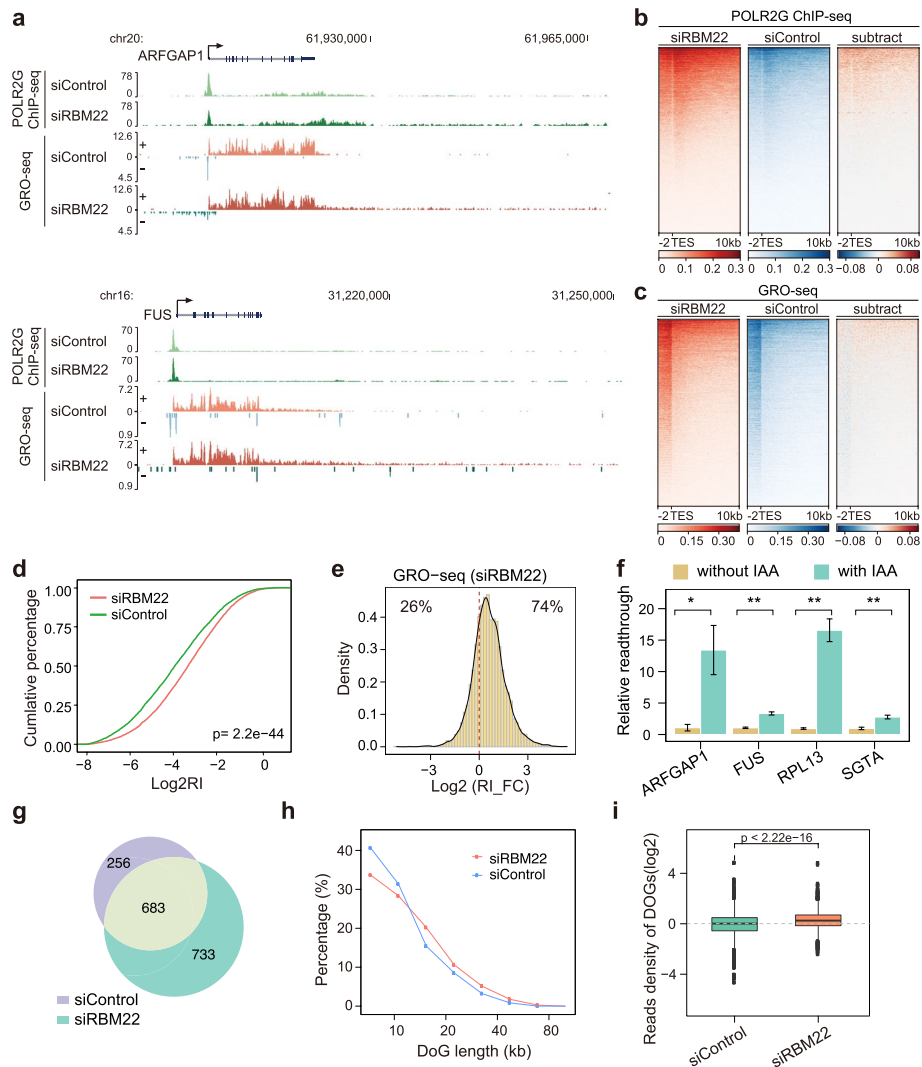 a
chr20:
61,930,000
61,965,000
ARFGAP1
POLR2G
ChIP-seq
siControl
78
0
siRBM22
78
0
GRO-seq
siControl
12.6
+
0
-
4.5
siRBM22
12.6
+
0
-
4.5
chr16:
31,220,000
31,250,000
FUS
POLR2G
ChIP-seq
siControl
70
0
siRBM22
70
0
GRO-seq
siControl
7.2
+
0
-
0.9
siRBM22
7.2
+
0
-
0.9
b
POLR2G ChIP-seq
siRBM22 siControl subtract
-2TES 10kb -2TES 10kb -2TES 10kb
0 0.1 0.2 0.3 0 0.1 0.2 0.3 −0.08 0 0.08
c
GRO-seq
siRBM22 siControl subtract
-2TES 10kb -2TES 10kb -2TES 10kb
0 0.15 0.30 0 0.15 0.30 −0.08 0 0.08
d
Cumulative percentage
1.00
0.75
0.50
0.25
0.00
siRBM22
siControl
p= 2.2e−44
−8 −6 −4 −2 0
Log2RI
e
GRO−seq (siRBM22)
26% 74%
Density
0.4
0.3
0.2
0.1
0.0
−3 0 3
Log2 (RI_FC)
f
without IAA with IAA
Relative readthrough
20
15
10
5
0
* ** ** **
ARFGAP1 FUS RPL13 SGTA
g
256
683
733
siControl
siRBM22
h
Percentage (%)
40
30
20
10
0
siRBM22
siControl
10 20 40 80
DoG length (kb)
i
p < 2.22e−16
Reads density of DOGs(log2)
4
0
−4
siControl siRBM22